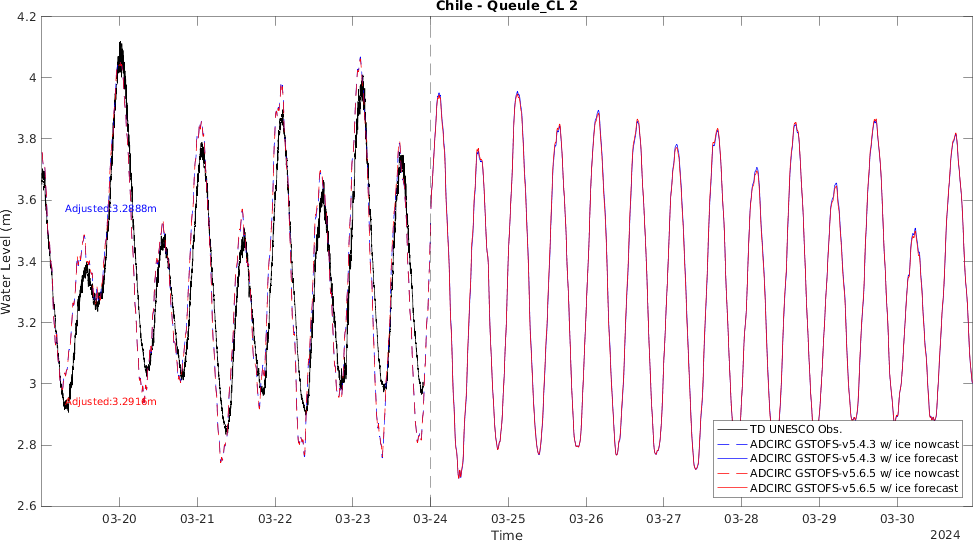 Chile - Queule_CL 2
4.2
4
3.8
3.6
3.4
3.2
3
2.8
2.6
Water Level (m)
Adjusted:3.2888m
Adjusted:3.2916m
TD UNESCO Obs.
ADCIRC GSTOFS-v5.4.3 w/ ice nowcast
ADCIRC GSTOFS-v5.4.3 w/ ice forecast
ADCIRC GSTOFS-v5.6.5 w/ ice nowcast
ADCIRC GSTOFS-v5.6.5 w/ ice forecast
03-20 03-21 03-22 03-23 03-24 03-25 03-26 03-27 03-28 03-29 03-30
Time
2024